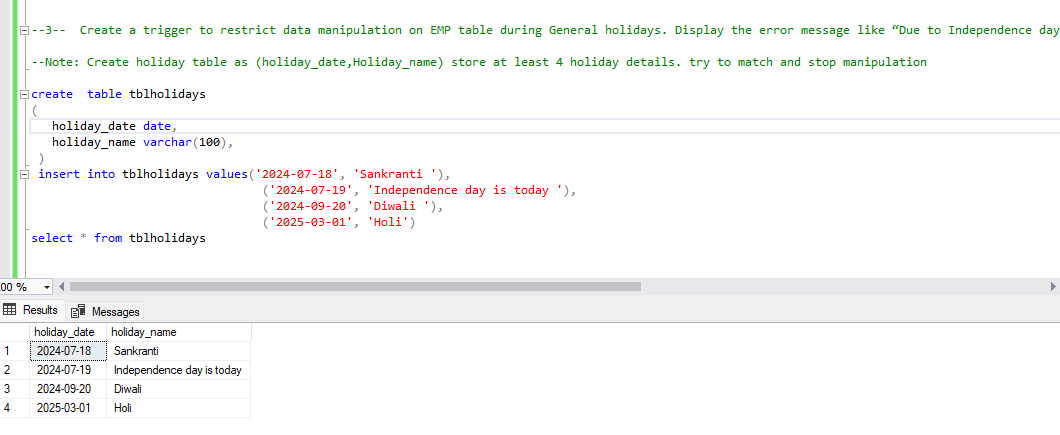 --3--  Create a trigger to restrict data manipulation on EMP table during General holidays. Display the error message like “Due to Independence day
--Note: Create holiday table as (holiday_date,Holiday_name) store at least 4 holiday details. try to match and stop manipulation
create  table tblholidays
(
holiday_date date,
holiday_name varchar(100),
)
insert into tblholidays values('2024-07-18', 'Sankranti '),
('2024-07-19', 'Independence day is today '),
('2024-09-20', 'Diwali '),
('2025-03-01', 'Holi')
select * from tblholidays
00 %
Results Messages
holiday_date holiday_name
1 2024-07-18 Sankranti
2 2024-07-19 Independence day is today
3 2024-09-20 Diwali
4 2025-03-01 Holi